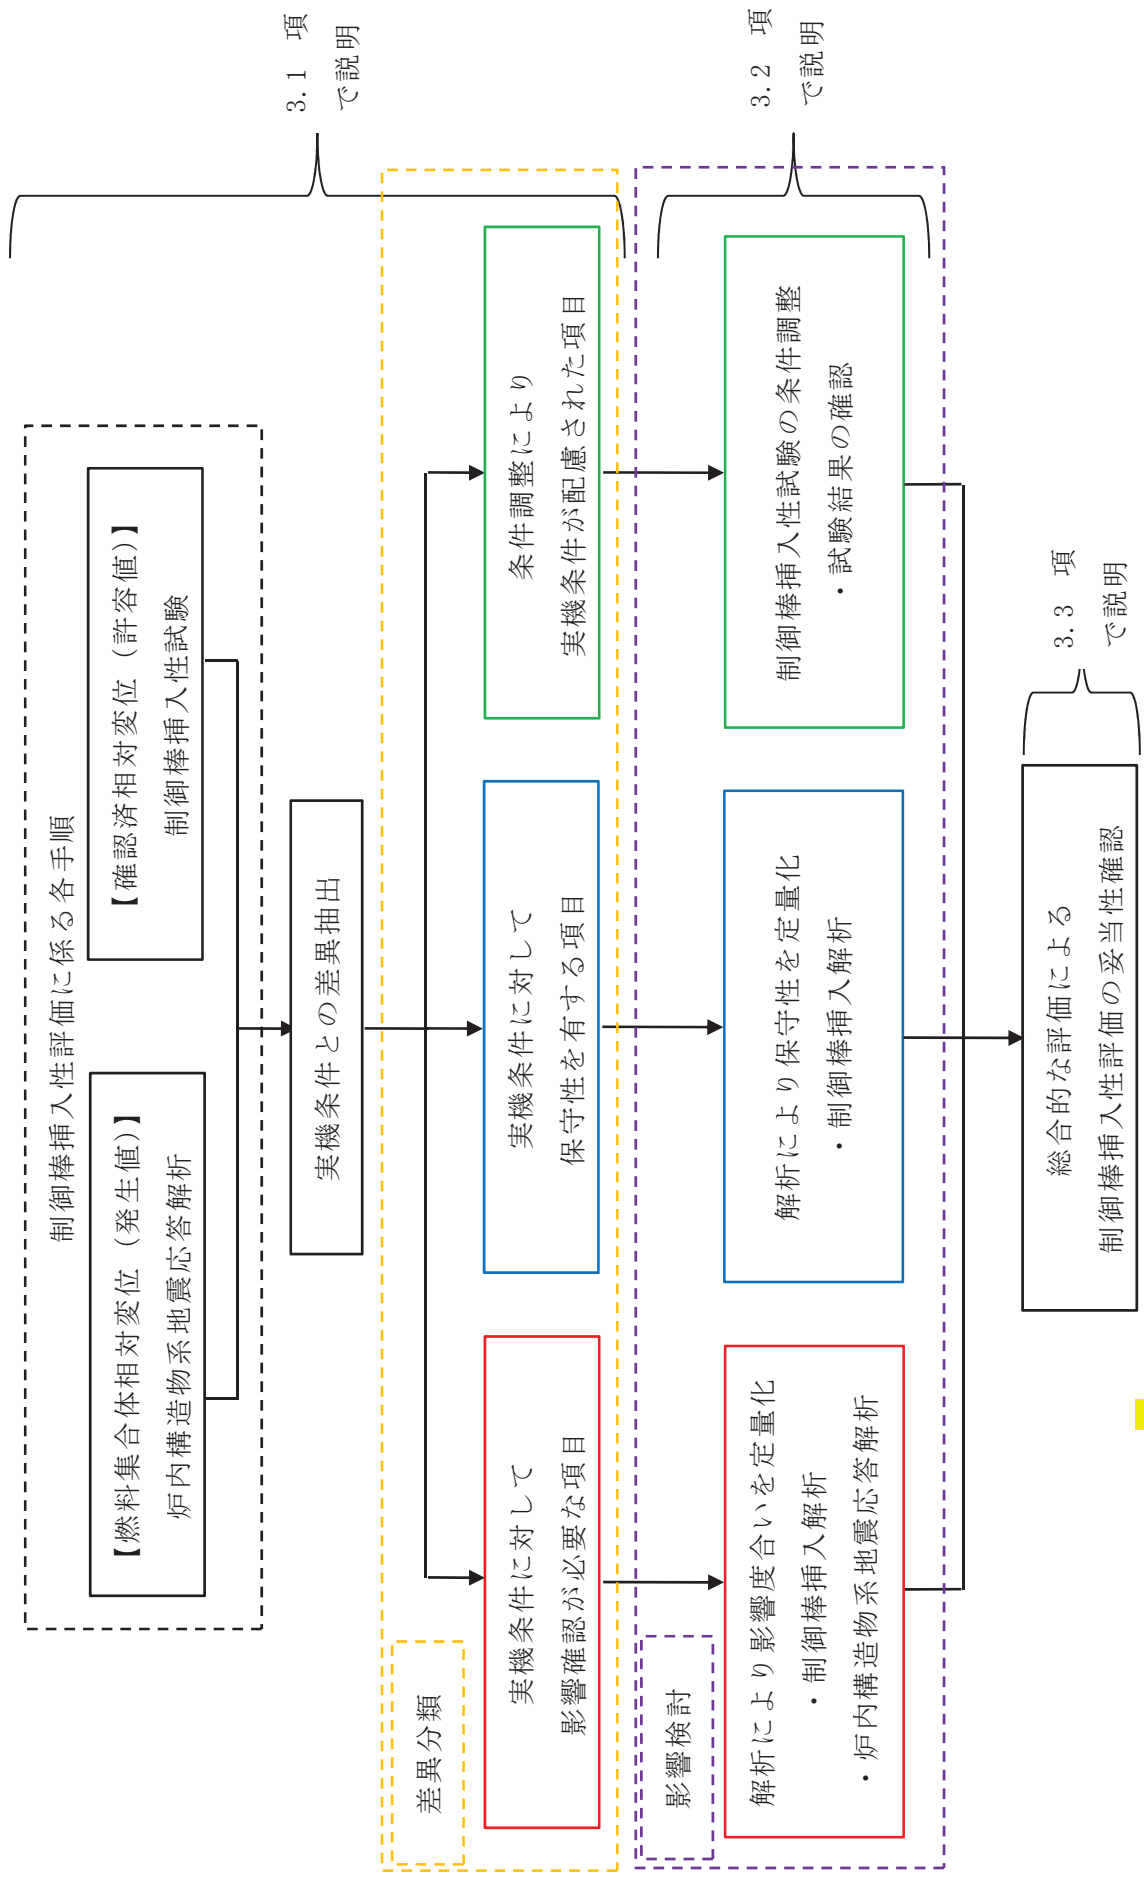 制御棒挿入性評価に係る各手順
【燃料集合体相対変位（発生値）】
炉内構造物系地震応答解析
【確認済相対変位（許容値）】
制御棒挿入性試験
実機条件との差異抽出
3.1 項
で説明
差異分類
実機条件に対して
影響確認が必要な項目
実機条件に対して
保守性を有する項目
条件調整により
実機条件が配慮された項目
影響検討
解析により影響度合いを定量化
・制御棒挿入解析
・炉内構造物系地震応答解析
解析により保守性を定量化
・制御棒挿入解析
制御棒挿入性試験の条件調整
・試験結果の確認
3.2 項
で説明
総合的な評価による
制御棒挿入性評価の妥当性確認
3.3 項
で説明